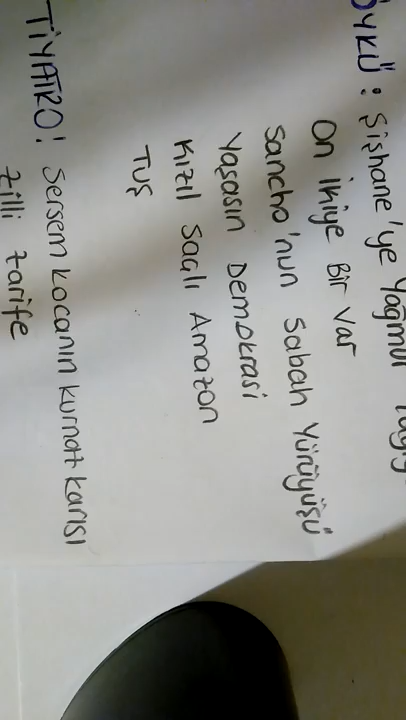 ÖYKÜ: Şişhane'ye Yağmur
On ikiye Bir Var
Sancho'nun Sabah Yürüyüşü
Yaşasın Demokrasi
Kızıl Saçlı Amazon
Tuş
TİYATRO: Sersem kocanın kurnaz karısı
Zilli zarife